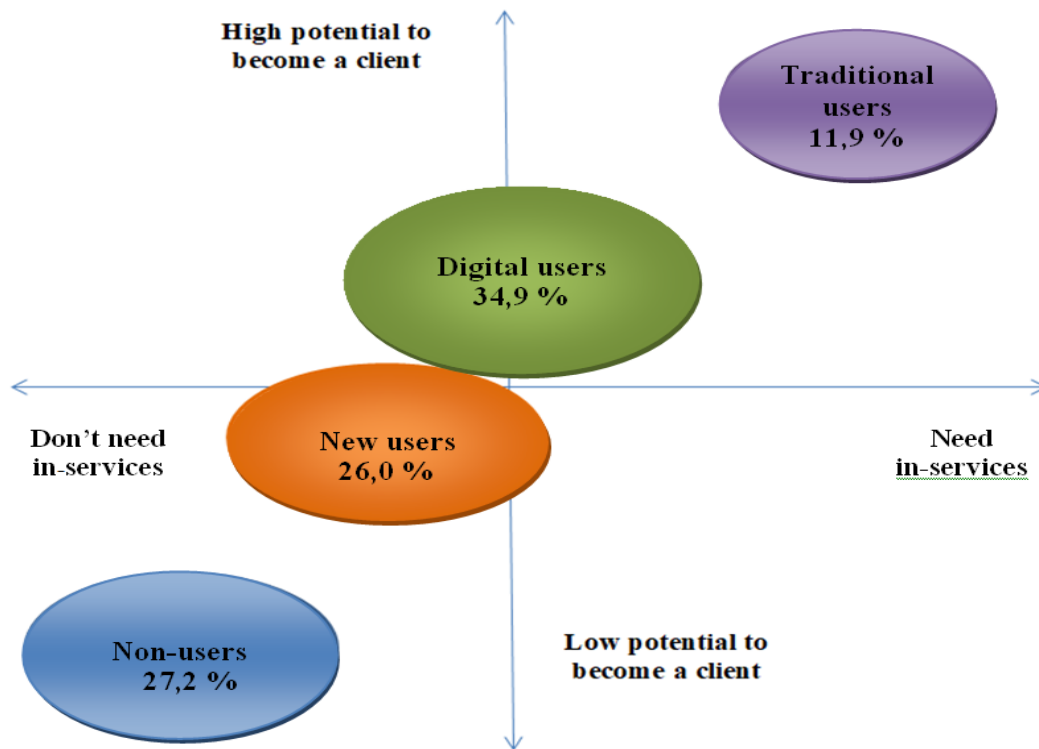 High potential to
become a client
Traditional
users
11,9 %
Digital users
34,9 %
Don’t need
in-services
New users
26,0 %
Need
in-services
Non-users
27,2 %
Low potential to
become a client